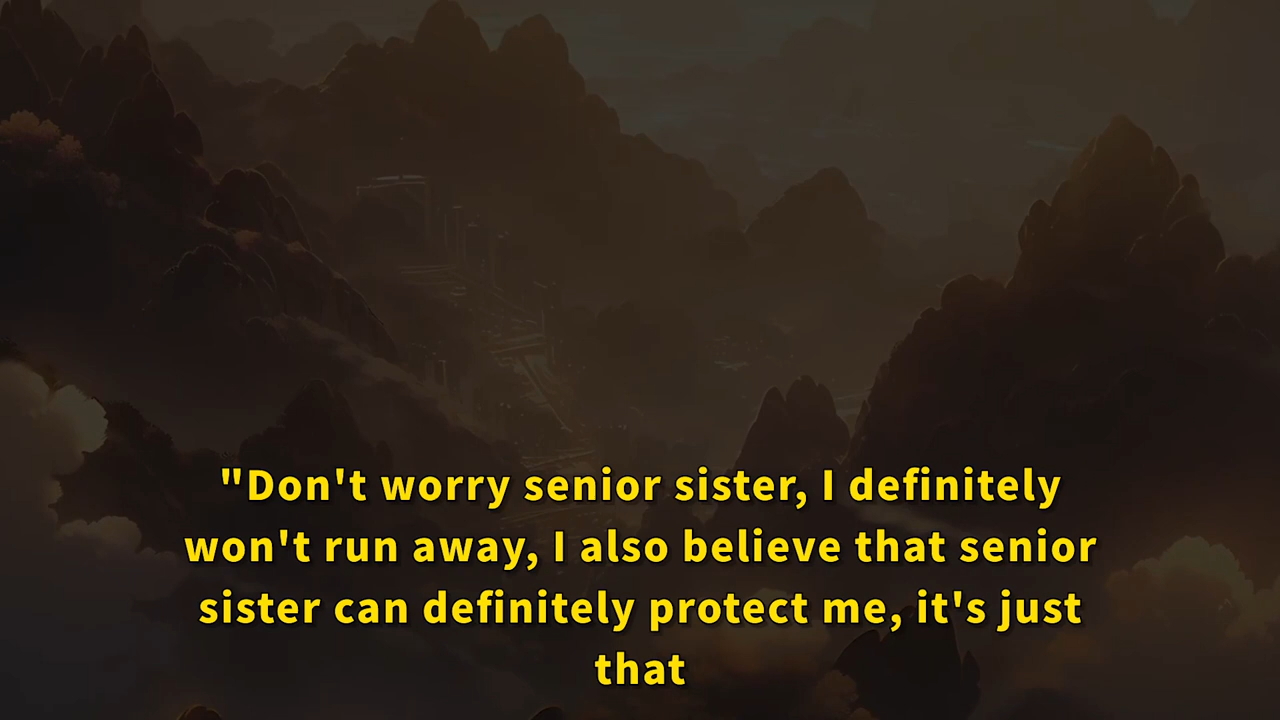 "Don't worry senior sister, I definitely
won't run away, I also believe that senior
sister can definitely protect me, it's just
that